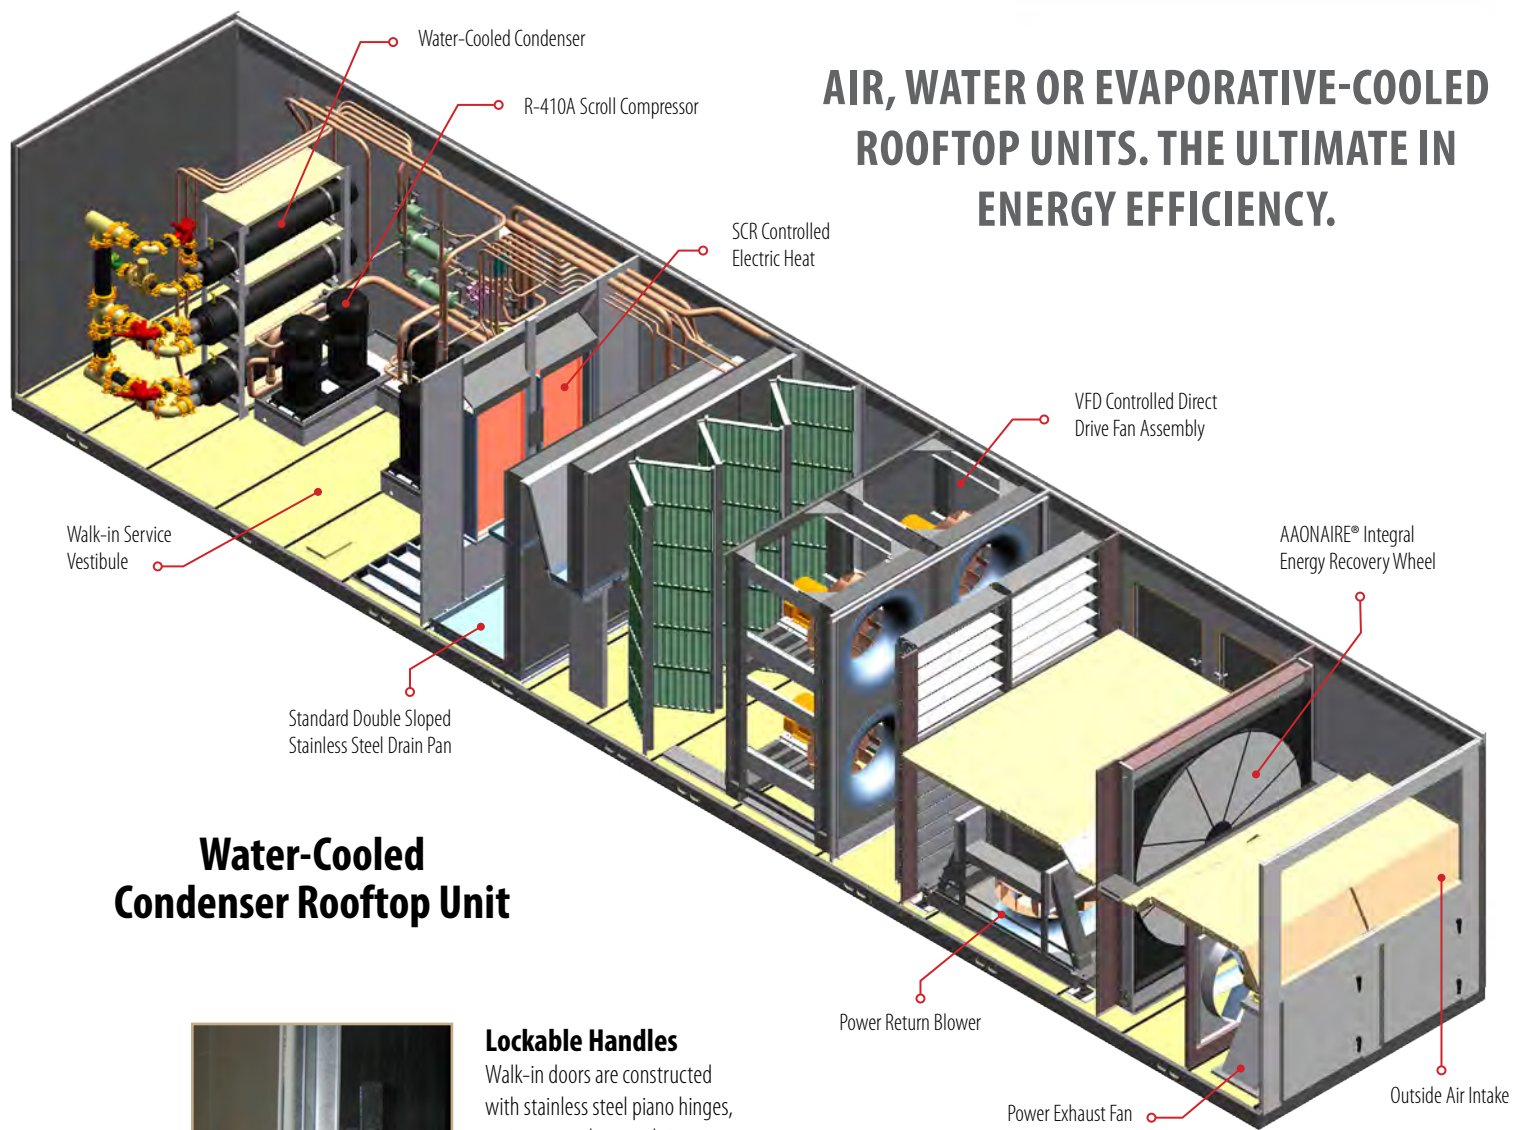 Water-Cooled Condenser
R-410A Scroll Compressor
AIR, WATER OR EVAPORATIVE-COOLED
ROOFTOP UNITS. THE ULTIMATE IN
ENERGY EFFICIENCY.
SCR Controlled
Electric Heat
VFD Controlled Direct
Drive Fan Assembly
AAONAIRE® Integral
Energy Recovery Wheel
Walk-in Service
Vestibule
Standard Double Sloped
Stainless Steel Drain Pan
Water-Cooled
Condenser Rooftop Unit
Power Return Blower
Outside Air Intake
Power Exhaust Fan
Lockable Handles
Walk-in doors are constructed
with stainless steel piano hinges,